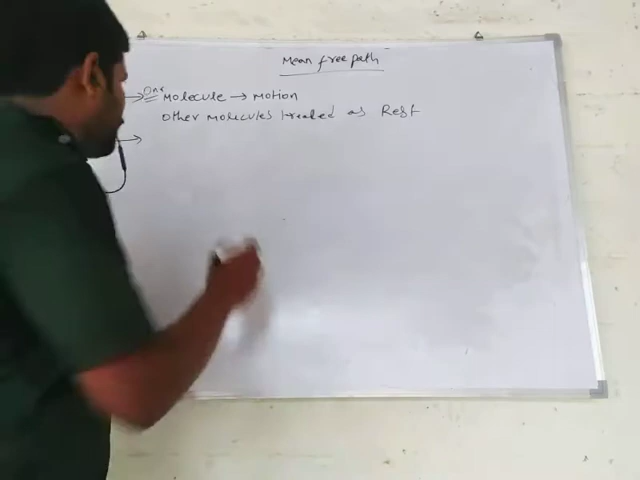 Mean free path
→ One Molecule → Motion
Other molecules treated as Rest
→